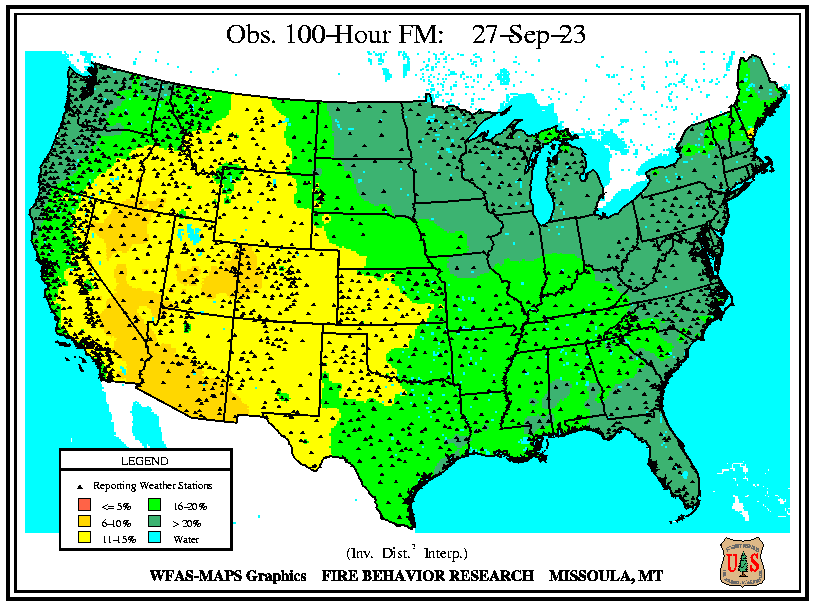 Obs. 100-Hour FM: 27-Sep-23
LEGEND
Reporting Weather Stations
<= 5%
16-20%
6-10%
> 20%
11-15%
Water
(Inv. Dist.² Interp.)
WFAS-MAPS Graphics FIRE BEHAVIOR RESEARCH MISSOULA, MT
U S